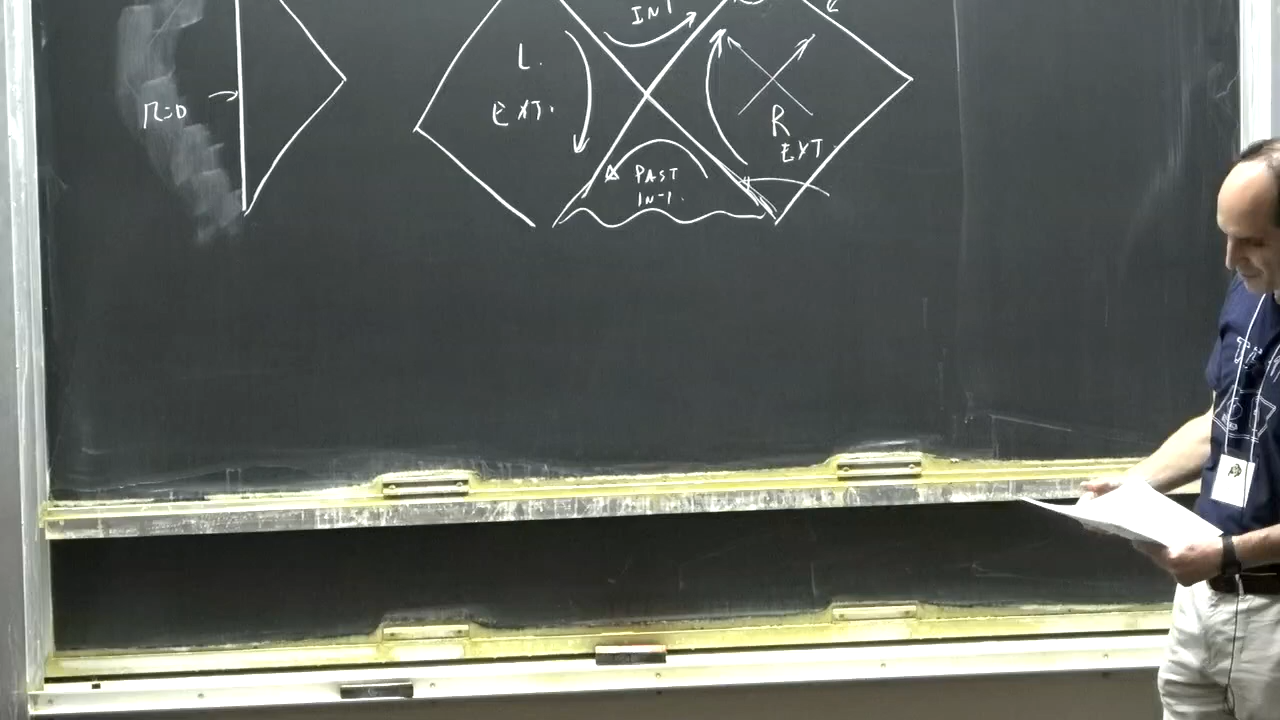 INT
L.
EXT.
r=0
R
EXT.
PAST
INT.